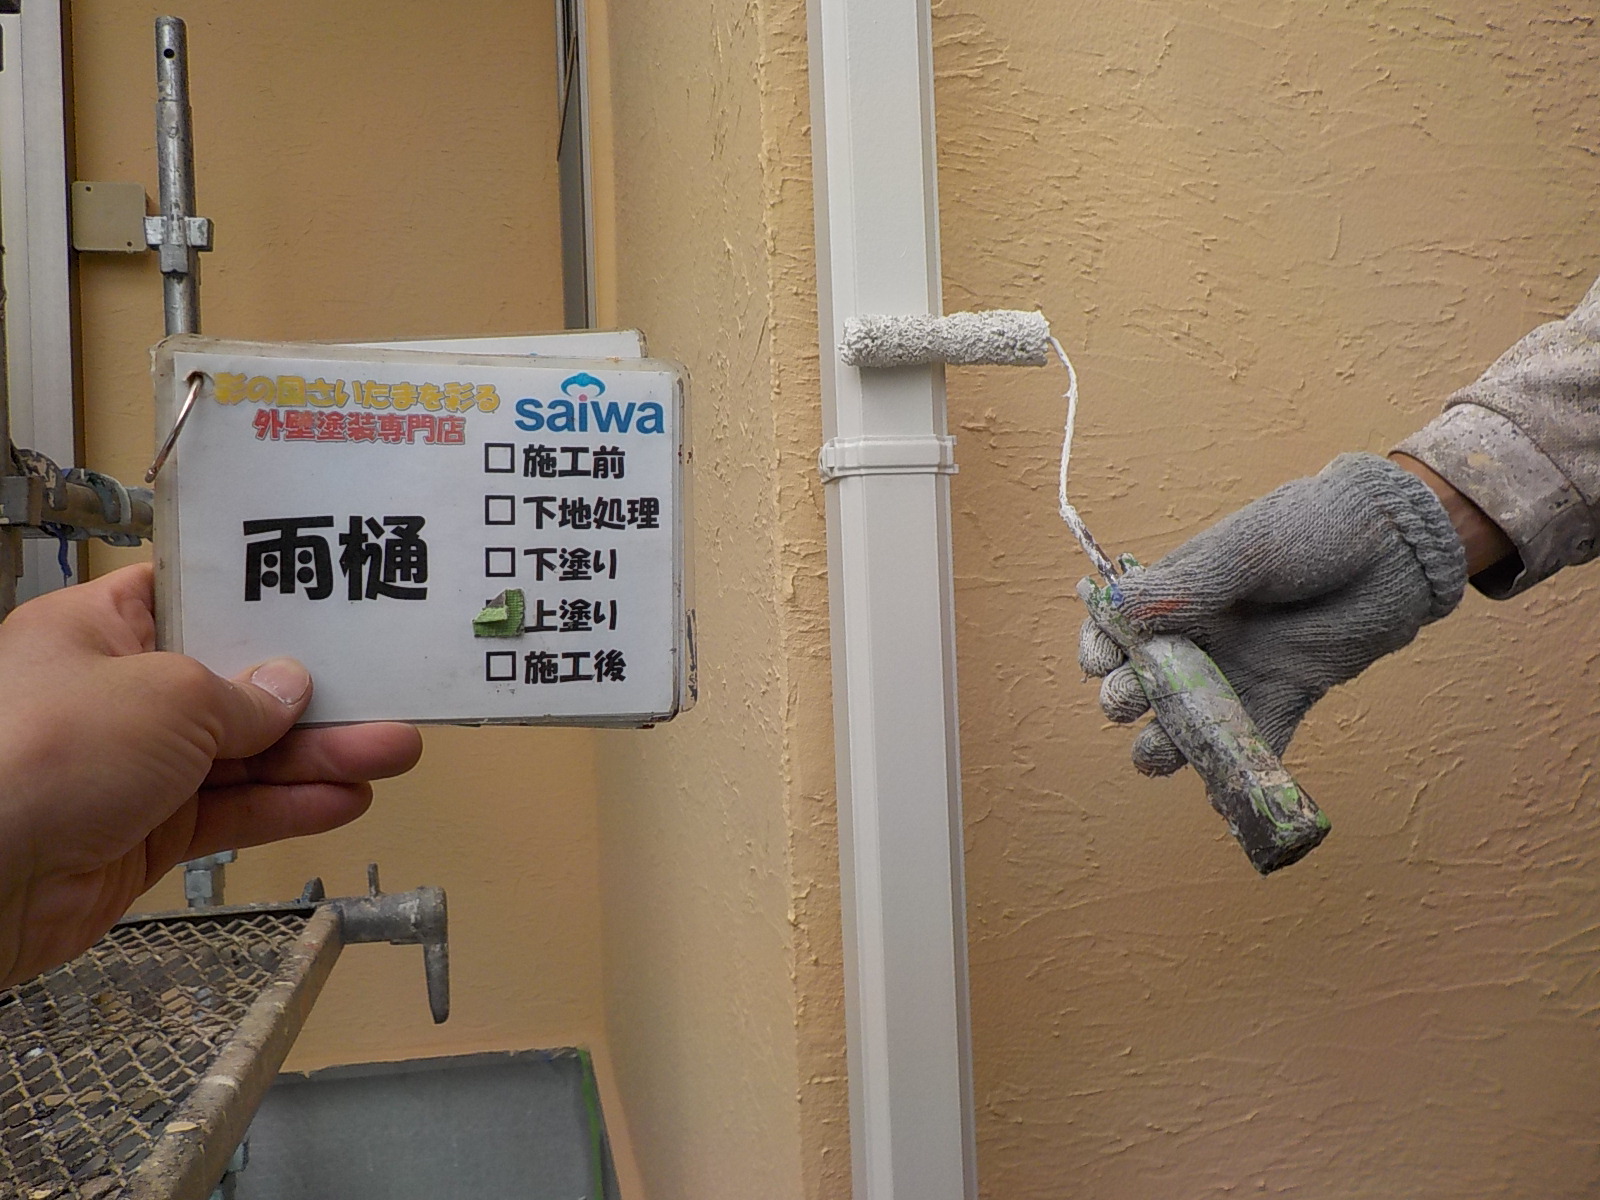 彩の国さいたまを彩る
外壁塗装専門店
saiwa
雨樋
□施工前
□下地処理
□下塗り
上塗り
□施工後